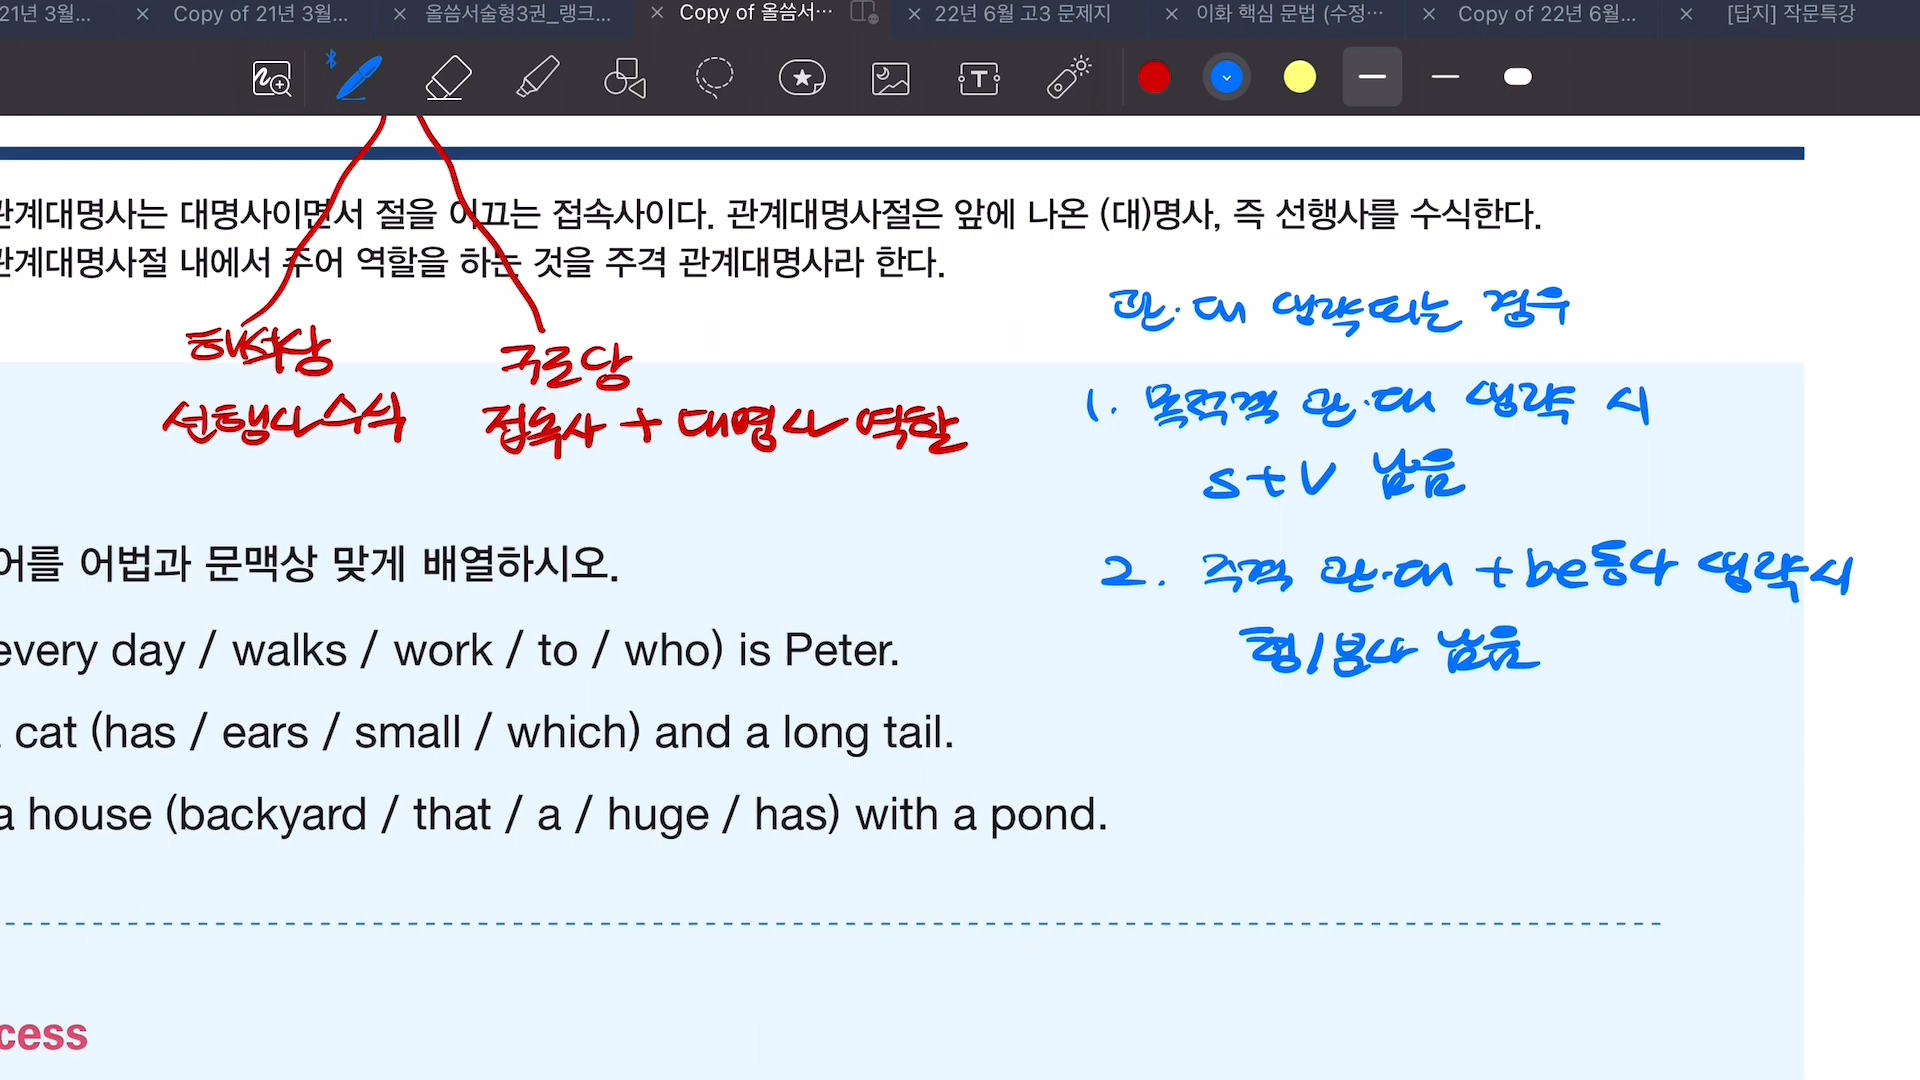 21년 3월... × Copy of 21년 3월... × 올씀서술형3권_랭크... × Copy of 올씀서… × 22년 6월 고3 문제지 × 이화 핵심 문법 (수정… × Copy of 22년 6월... × [답지] 작문특강
관계대명사는 대명사이면서 절을 이끄는 접속사이다. 관계대명사절은 앞에 나온 (대)명사, 즉 선행사를 수식한다.
관계대명사절 내에서 주어 역할을 하는 것을 주격 관계대명사라 한다.
해석상
선행사 수식
구조상
접속사 + 대명사 역할
관·대 생략되는 경우
1. 목적격 관·대 생략 시
S + V 남음
2. 주격 관·대 + be동사 생략시
형/분사 남음
어를 어법과 문맥상 맞게 배열하시오.
every day / walks / work / to / who) is Peter.
cat (has / ears / small / which) and a long tail.
a house (backyard / that / a / huge / has) with a pond.
cess